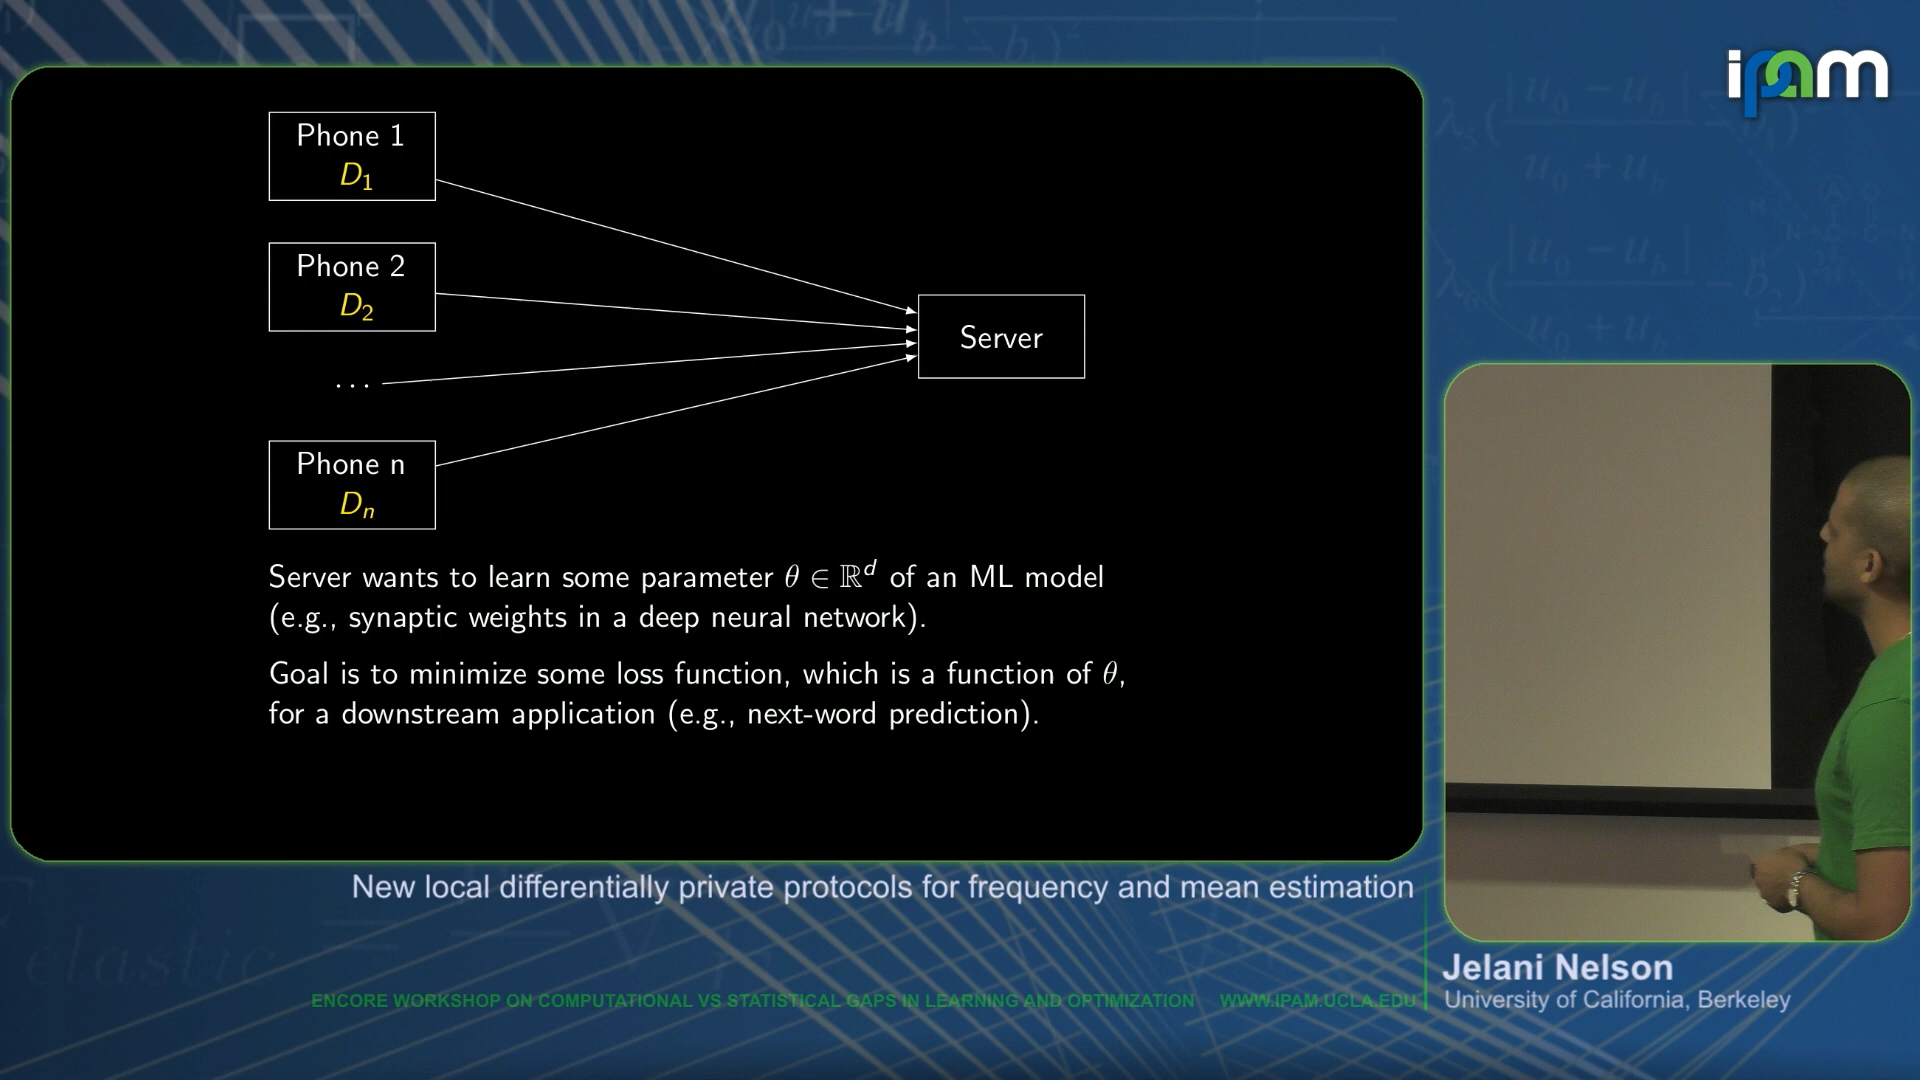 ipam
Phone 1
D₁
Phone 2
D₂
...
Phone n
Dₙ
Server
Server wants to learn some parameter θ ∈ ℝᵈ of an ML model
(e.g., synaptic weights in a deep neural network).
Goal is to minimize some loss function, which is a function of θ,
for a downstream application (e.g., next-word prediction).
New local differentially private protocols for frequency and mean estimation
Jelani Nelson
University of California, Berkeley
ENCORE WORKSHOP ON COMPUTATIONAL VS STATISTICAL GAPS IN LEARNING AND OPTIMIZATION WWW.IPAM.UCLA.EDU
elastic